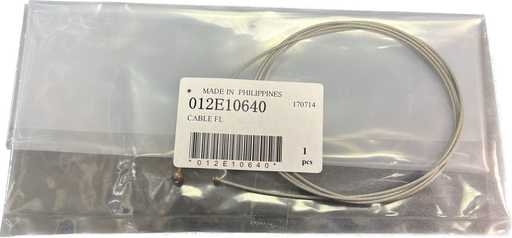 * MADE IN PHILIPPINES
012E10640 170714
CABLE FL
*012E10640*
1
pcs